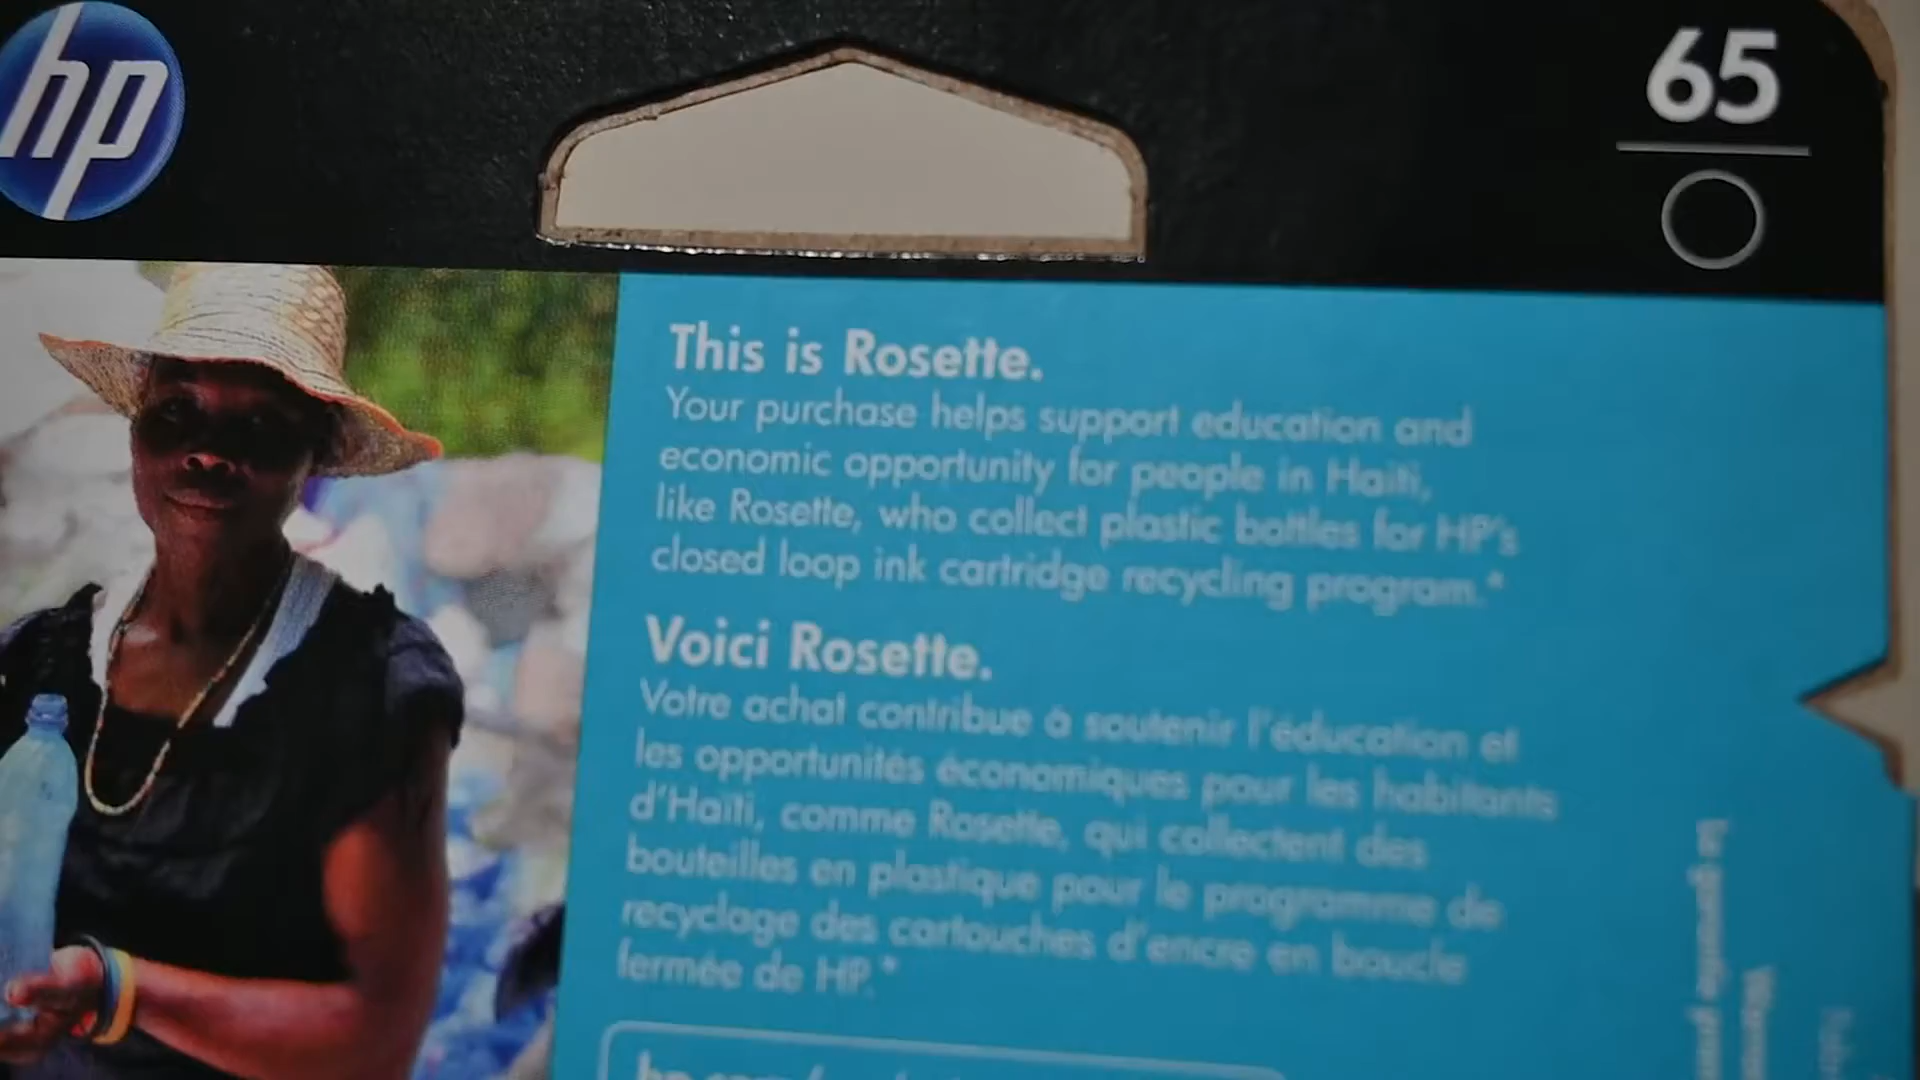 hp
65
This is Rosette.
Your purchase helps support education and
economic opportunity for people in Haiti,
like Rosette, who collect plastic bottles for HP's
closed loop ink cartridge recycling program.*
Voici Rosette.
Votre achat contribue à soutenir l'éducation et
les opportunités économiques pour les habitants
d'Haïti, comme Rosette, qui collectent des
bouteilles en plastique pour le programme de
recyclage des cartouches d'encre en boucle
fermée de HP.*